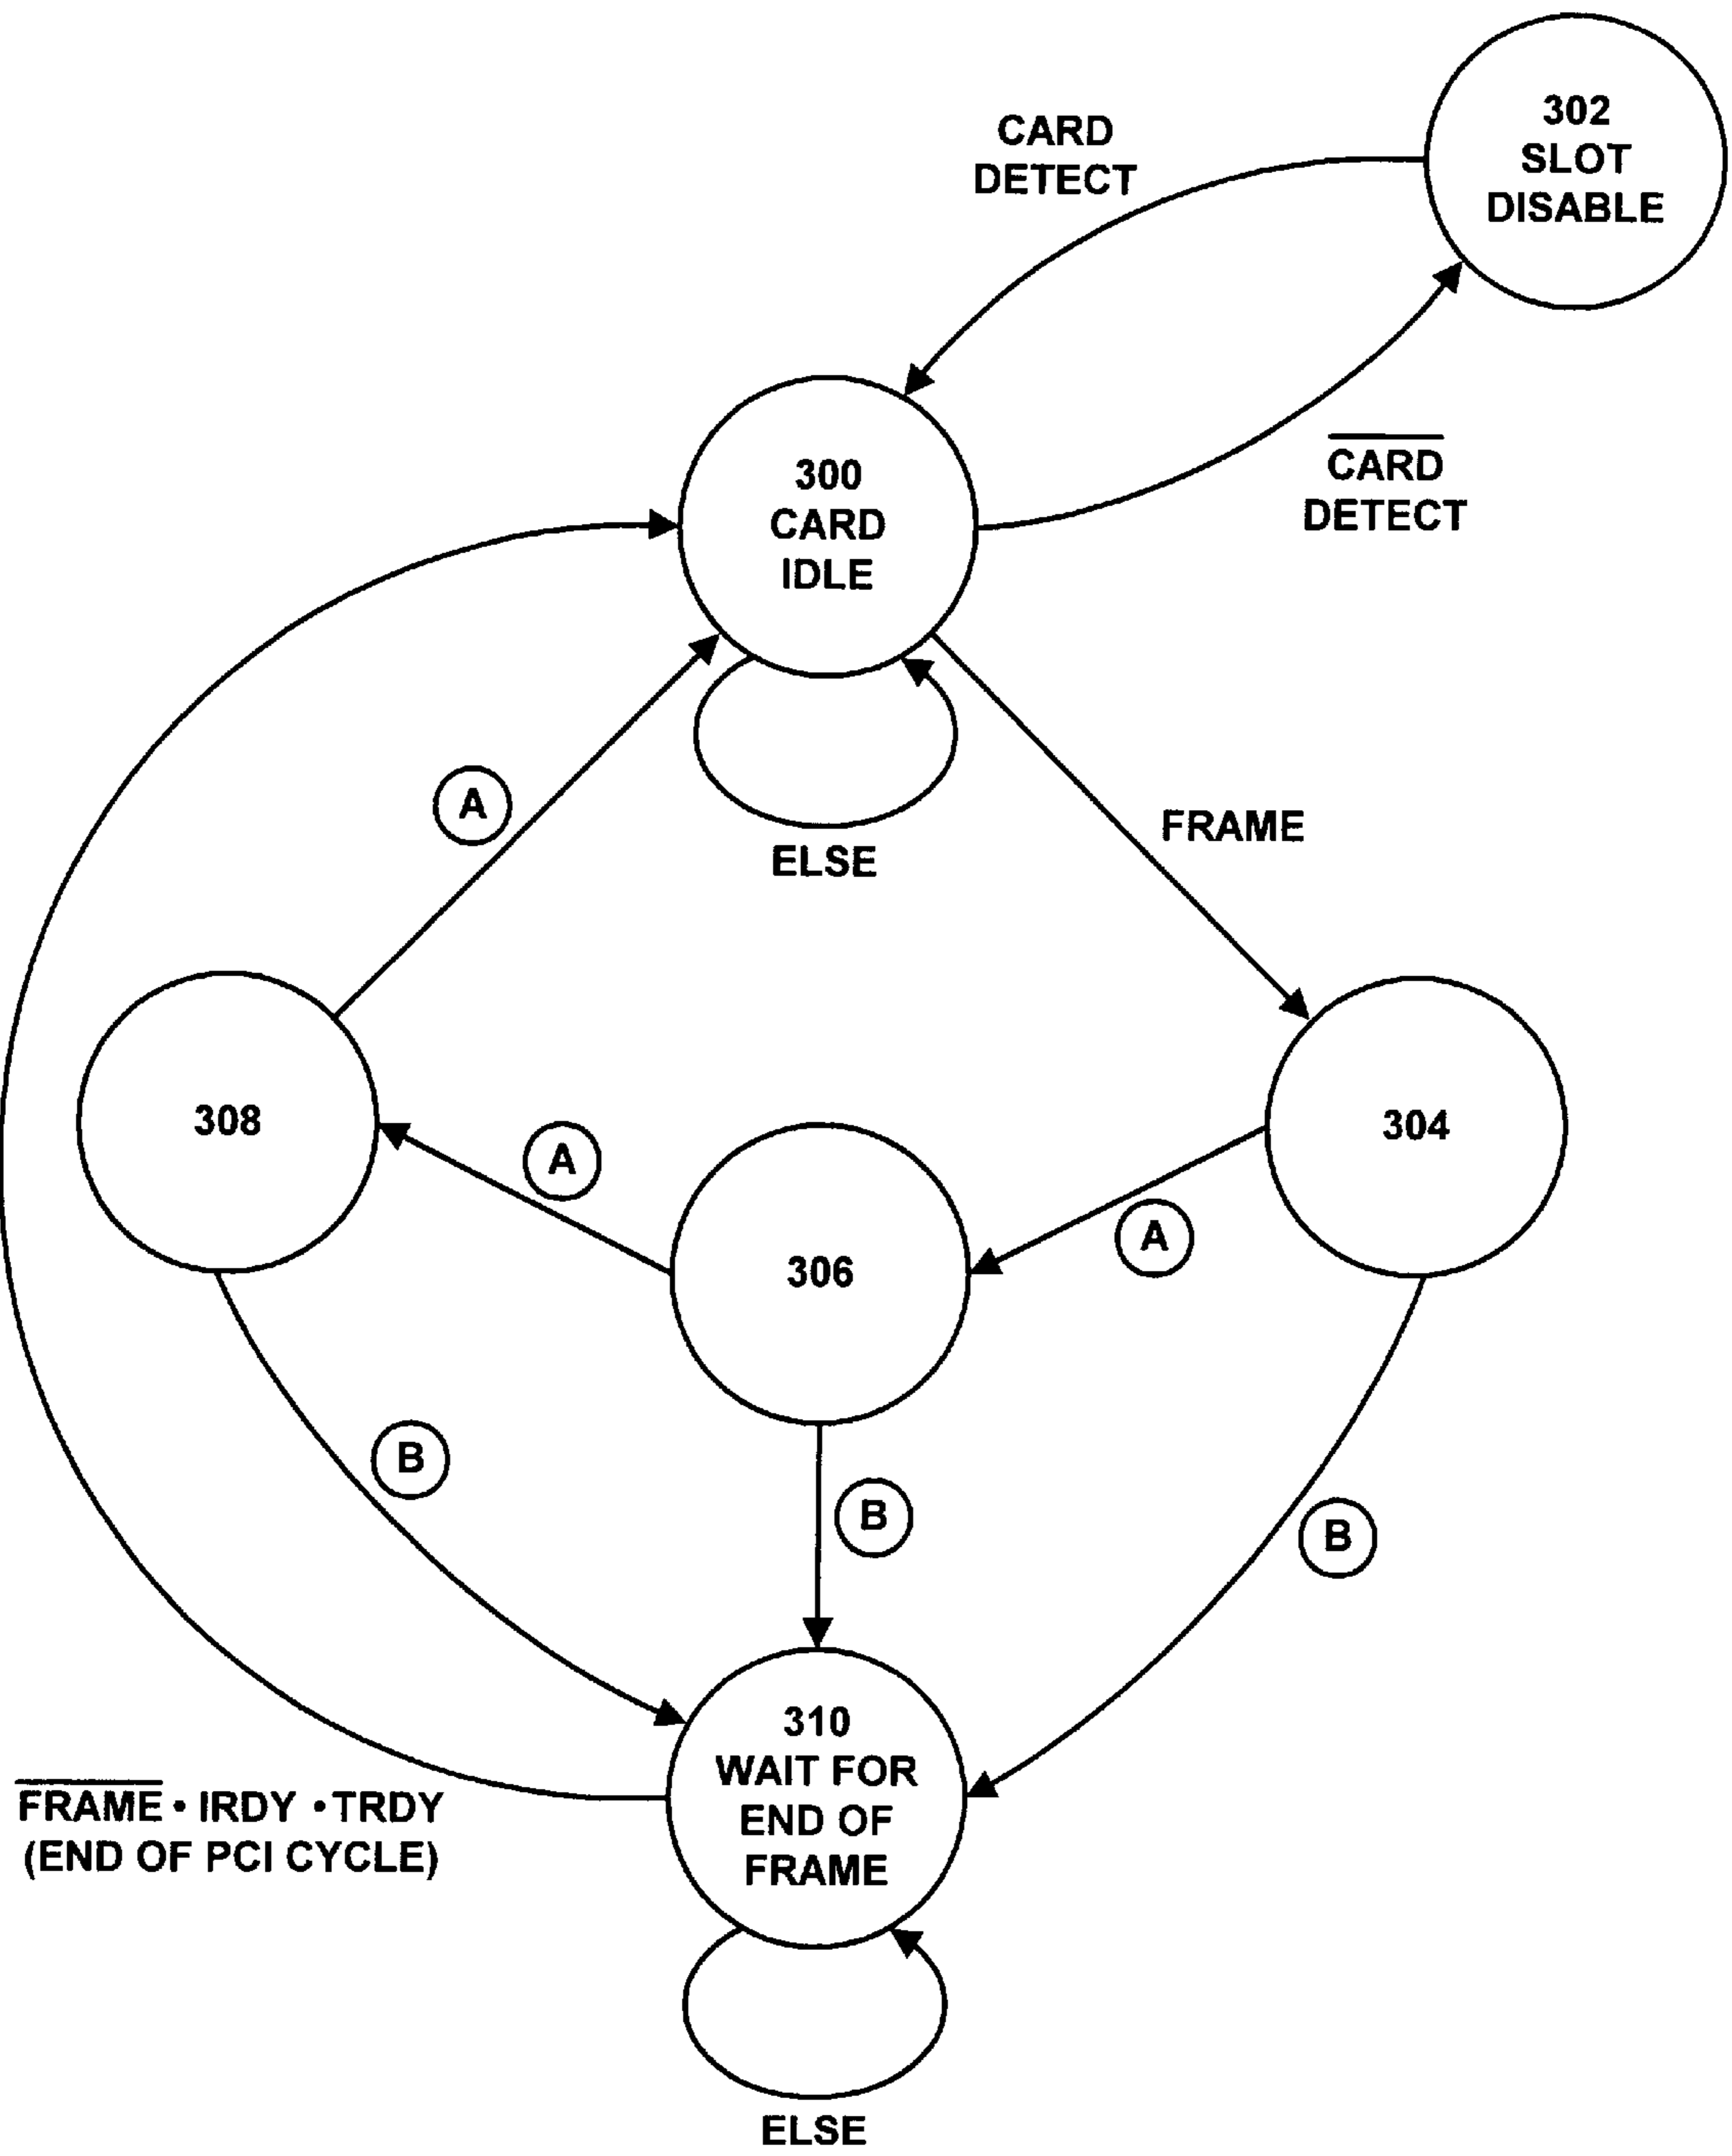 302
SLOT
DISABLE
CARD
DETECT
300
CARD
IDLE
CARD
DETECT
A
FRAME
ELSE
308
304
A
A
306
B
B
B
310
WAIT FOR
END OF
FRAME
FRAME • IRDY • TRDY
(END OF PCI CYCLE)
ELSE